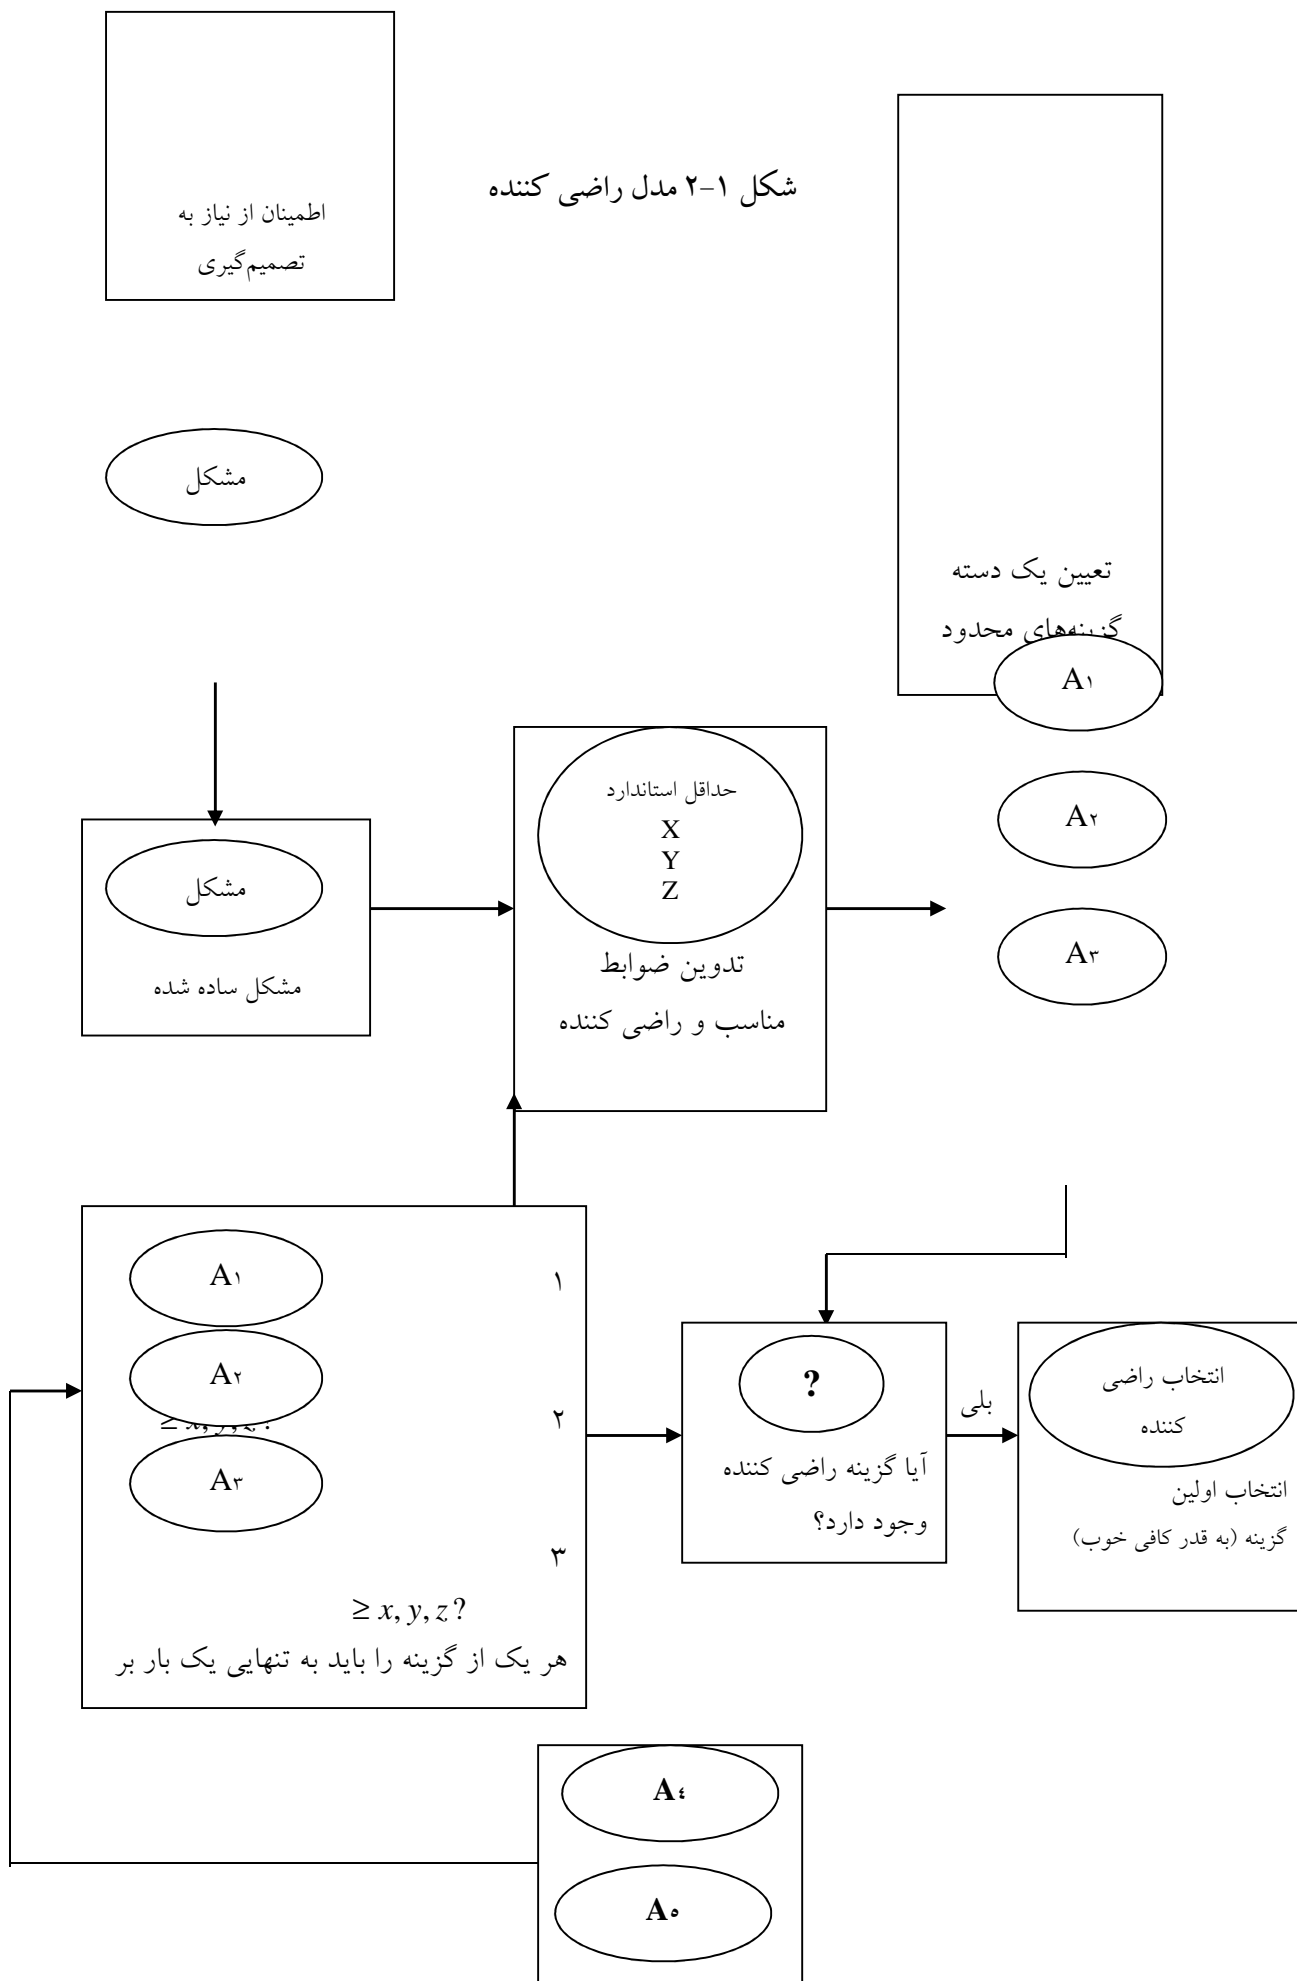 شکل ۱-۲ مدل راضی کننده
اطمینان از نیاز به
تصمیم‌گیری
مشکل
تعیین یک دسته
گزینه‌های محدود
A۱
A۲
A۳
حداقل استاندارد
X
Y
Z
تدوین ضوابط
مناسب و راضی کننده
مشکل
مشکل ساده شده
A۱
۱
A۲
۲
A۳
۳
≥ x, y, z?
هر یک از گزینه را باید به تنهایی یک بار بر
?
آیا گزینه راضی کننده
وجود دارد؟
بلی
انتخاب راضی
کننده
انتخاب اولین
گزینه (به قدر کافی خوب)
A٤
A٥